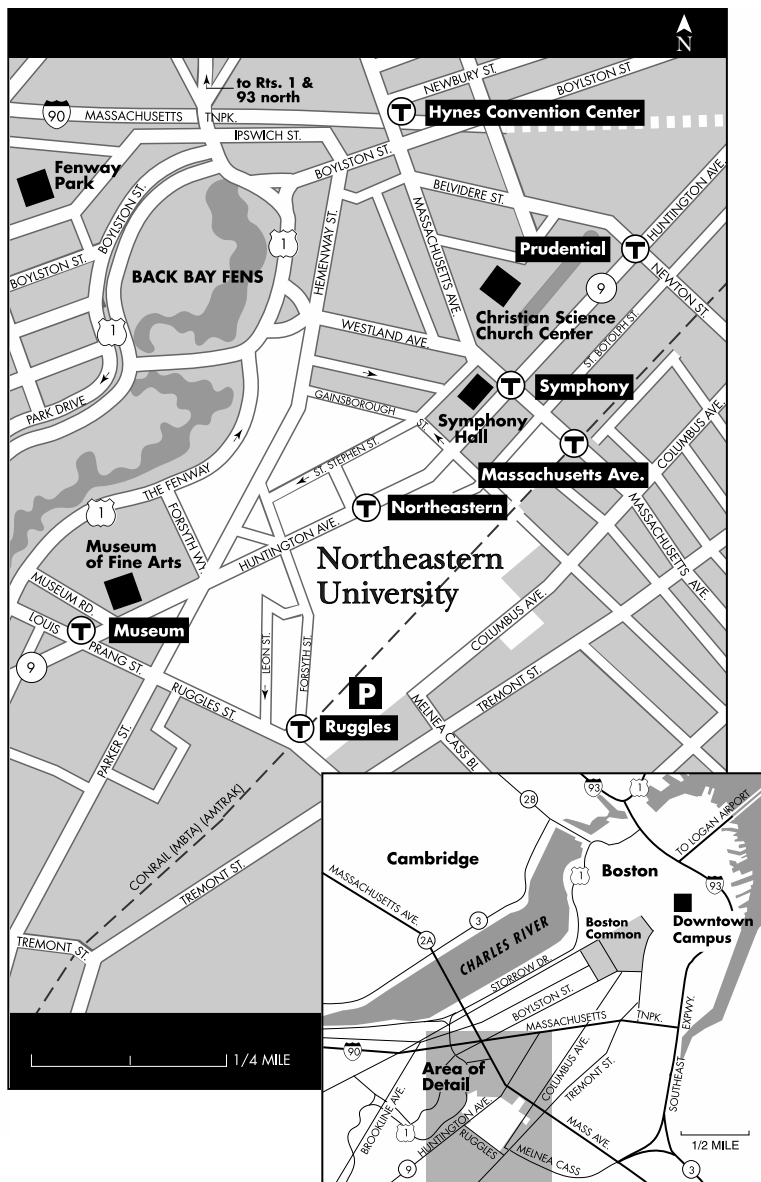 N
to Rts. 1 &
93 north
NEWBURY ST.
BOYLSTON ST
90
MASSACHUSETTS
TNPK.
T
Hynes Convention Center
IPSWICH ST.
Fenway
Park
BOYLSTON ST.
BOYLSTON ST.
BELVIDERE ST.
HUNTINGTON AVE.
HEMENWAY ST.
MASSACHUSETTS AVE.
1
Prudential
T
BOYLSTON ST.
BACK BAY FENS
NEWTON ST.
9
Christian Science
Church Center
1
WESTLAND AVE.
ST. BOTOLPH ST.
T
Symphony
PARK DRIVE
GAINSBOROUGH
ST.
Symphony
Hall
COLUMBUS AVE.
T
Massachusetts Ave.
ST. STEPHEN ST.
THE FENWAY
1
FORSYTH WY.
T
Northeastern
HUNTINGTON AVE.
MASSACHUSETTS AVE.
Museum
of Fine Arts
Northeastern
University
MUSEUM RD.
COLUMBUS AVE.
LOUIS
PRANG ST.
T
Museum
9
LEON ST.
FORSYTH ST.
TREMONT ST.
RUGGLES ST.
P
T
Ruggles
MELNEA CASS BL
PARKER ST.
CONRAIL (MBTA) (AMTRAK)
TREMONT ST.
TREMONT ST.
1/4 MILE
93
1
28
TO LOGAN AIRPORT
Cambridge
1
Boston
93
MASSACHUSETTS AVE.
3
2A
CHARLES RIVER
Boston
Common
Downtown
Campus
STORROW DR.
BOYLSTON ST.
MASSACHUSETTS
TNPK.
EXPWY.
SOUTHEAST
90
Area of
Detail
COLUMBUS AVE.
TREMONT ST.
BROOKLINE AVE.
1
HUNTINGTON AVE.
RUGGLES
MASS AVE.
MELNEA CASS
9
3
1/2 MILE